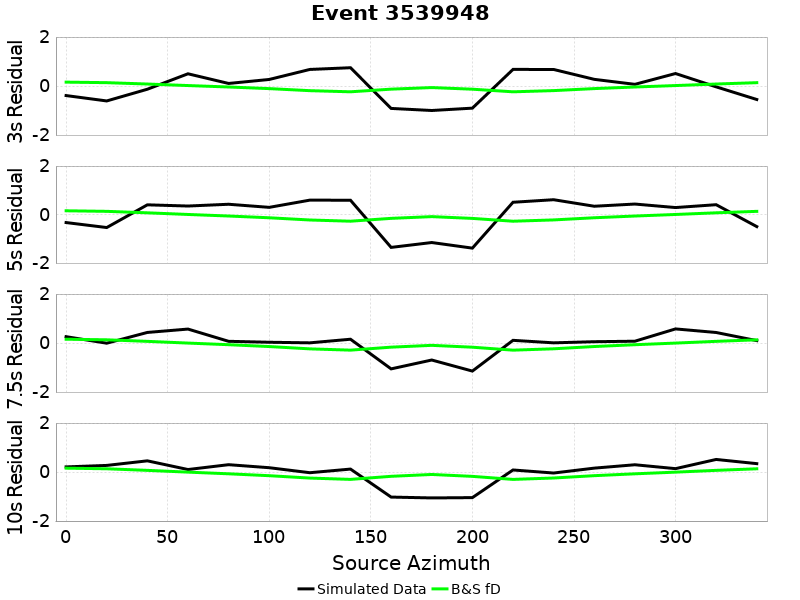 Event 3539948
3s Residual
2
0
-2
5s Residual
2
0
-2
7.5s Residual
2
0
-2
10s Residual
2
0
-2
0 50 100 150 200 250 300
Source Azimuth
Simulated Data B&S fD